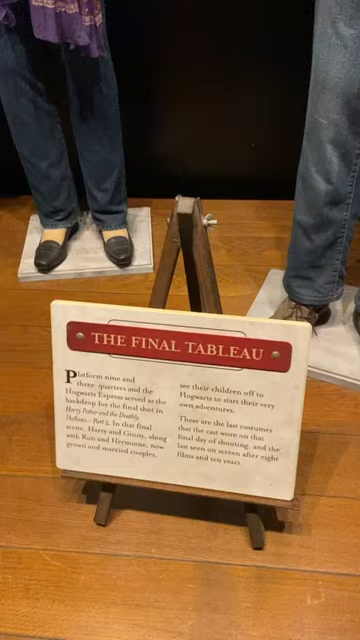 THE FINAL TABLEAU
Platform nine and
three-quarters and the
Hogwarts Express served as the
backdrop for the final shot in
Harry Potter and the Deathly
Hallows – Part 2. In that final
scene, Harry and Ginny, along
with Ron and Hermione, now
grown and married couples,
see their children off to
Hogwarts to start their very
own adventures.
These are the last costumes
that the cast wore on that
final day of shooting, and the
last seen on screen after eight
films and ten years.